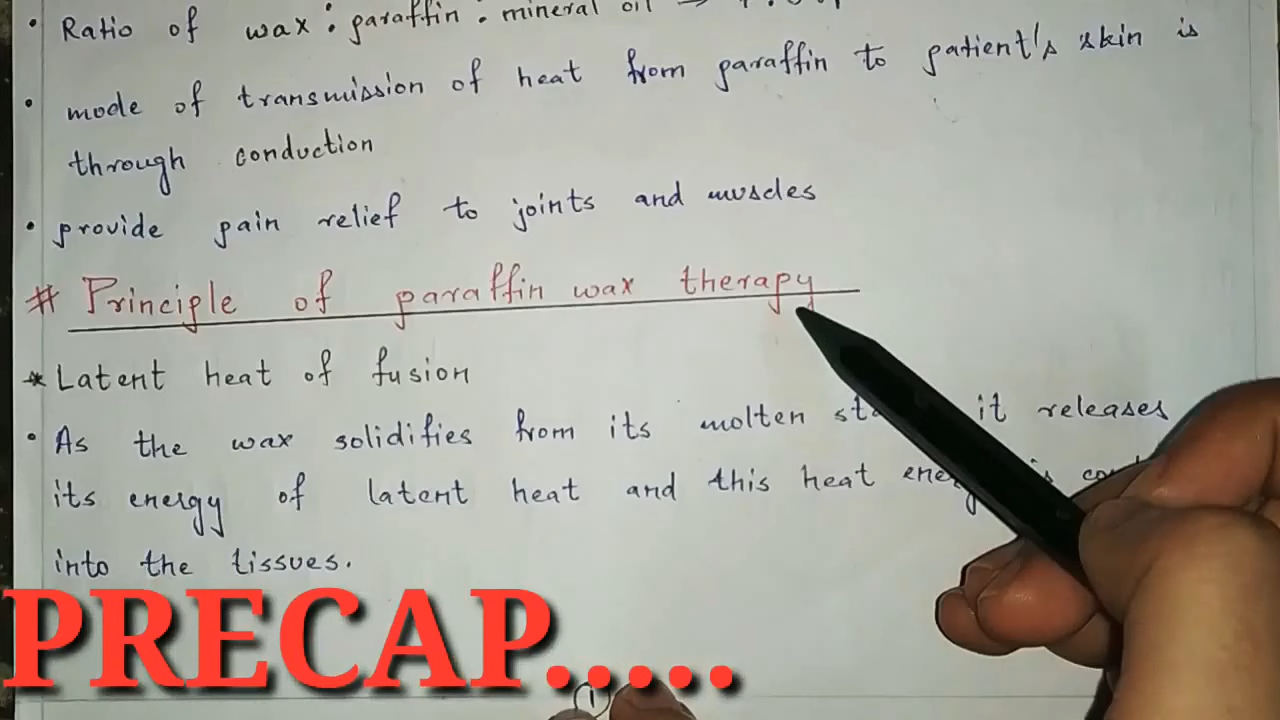 • Ratio of wax : paraffin : mineral oil →
• mode of transmission of heat from paraffin to patient's skin is
through conduction
• provide pain relief to joints and muscles
# Principle of paraffin wax therapy
* Latent heat of fusion
• As the wax solidifies from its molten it releases
its energy of latent heat and this heat
into the tissues.
PRECAP.....
1